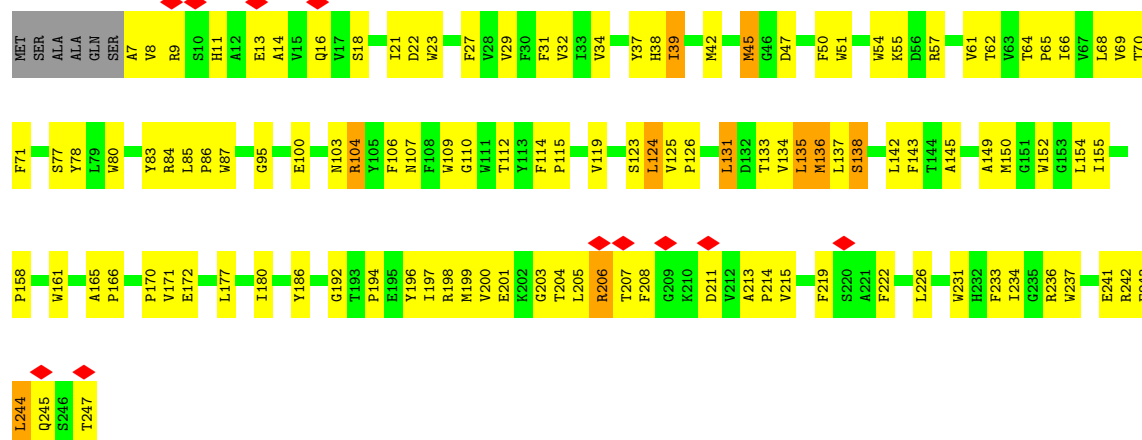 MET SER ALA ALA GLN SER A7 V8 R9 S10 H11 A12 E13 A14 V15 Q16 V17 S18 I21 D22 W23 F27 V28 V29 F30 F31 V32 I33 V34 Y37 H38 I39 M42 M45 G46 D47 F50 W51 W54 K55 D56 R57 V61 T62 V63 T64 P65 I66 V67 L68 V69 T70
F71 S77 Y78 L79 W80 Y83 R84 L85 P86 W87 G95 E100 N103 R104 Y105 F106 N107 F108 W109 G110 W111 T112 Y113 F114 P115 V119 S123 L124 V125 P126 L131 D132 T133 V134 L135 M136 L137 S138 L142 F143 T144 A145 A149 M150 G151 W152 G153 L154 I155
P158 W161 A165 P166 P170 V171 E172 L177 I180 Y186 G192 T193 P194 E195 Y196 I197 R198 M199 V200 E201 K202 G203 T204 L205 R206 T207 F208 G209 K210 D211 V212 A213 P214 V215 F219 S220 A221 F222 L226 W231 H232 F233 I234 G235 R236 W237 E241 R242
L244 Q245 S246 T247